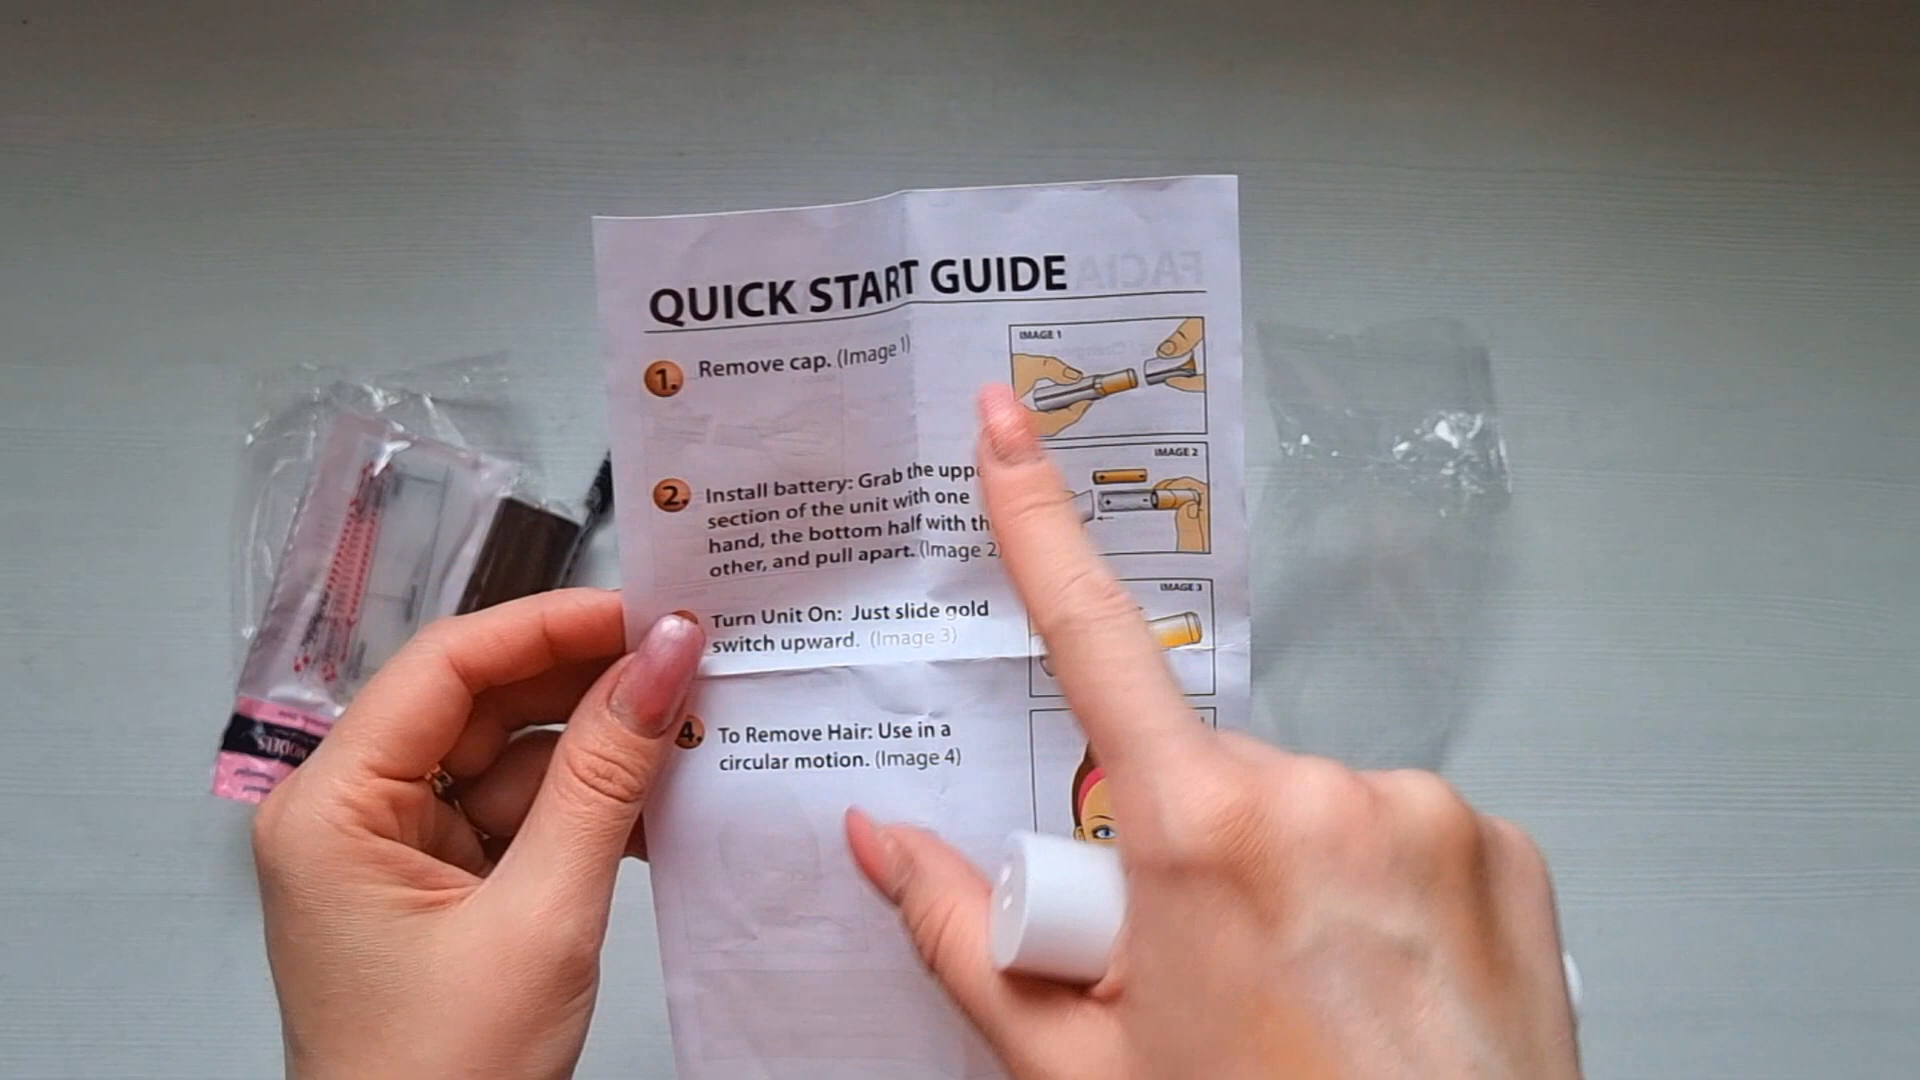 QUICK START GUIDE
1. Remove cap. (Image 1)
IMAGE 1
2. Install battery: Grab the
section of the unit with one
hand, the bottom half with
other, and pull apart. (Image 2)
IMAGE 2
Turn Unit On: Just slide gold
switch upward. (Image 3)
IMAGE 3
4. To Remove Hair: Use in a
circular motion. (Image 4)
MODELS